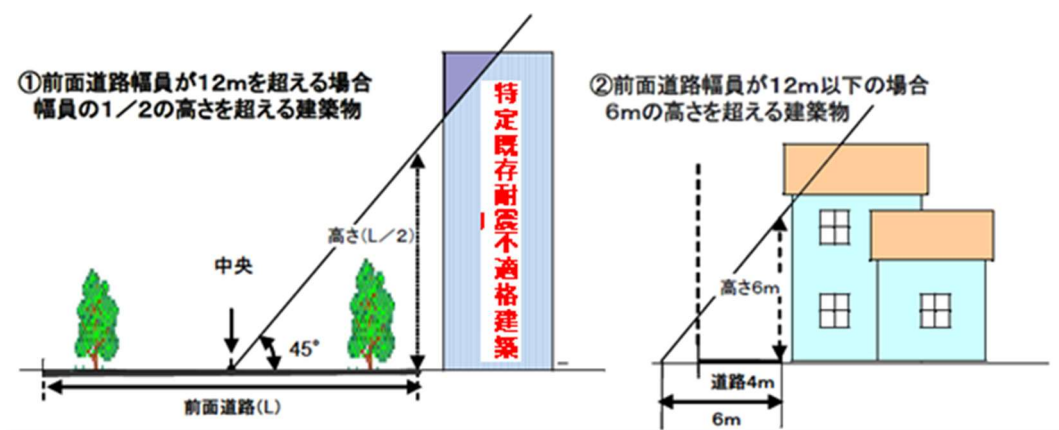 ①前面道路幅員が12mを超える場合
幅員の1／2の高さを超える建築物
特定既存耐震不適格建築
高さ(L／2)
中央
45°
前面道路(L)
②前面道路幅員が12m以下の場合
6mの高さを超える建築物
高さ6m
道路4m
6m